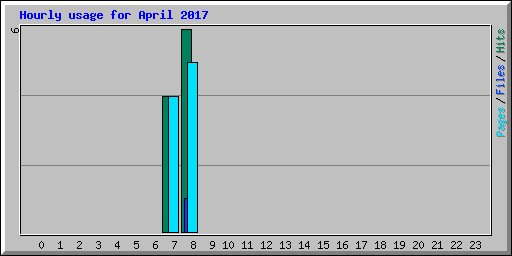 Hourly usage for April 2017
6
Pages/Files/Hits
0 1 2 3 4 5 6 7 8 9 10 11 12 13 14 15 16 17 18 19 20 21 22 23